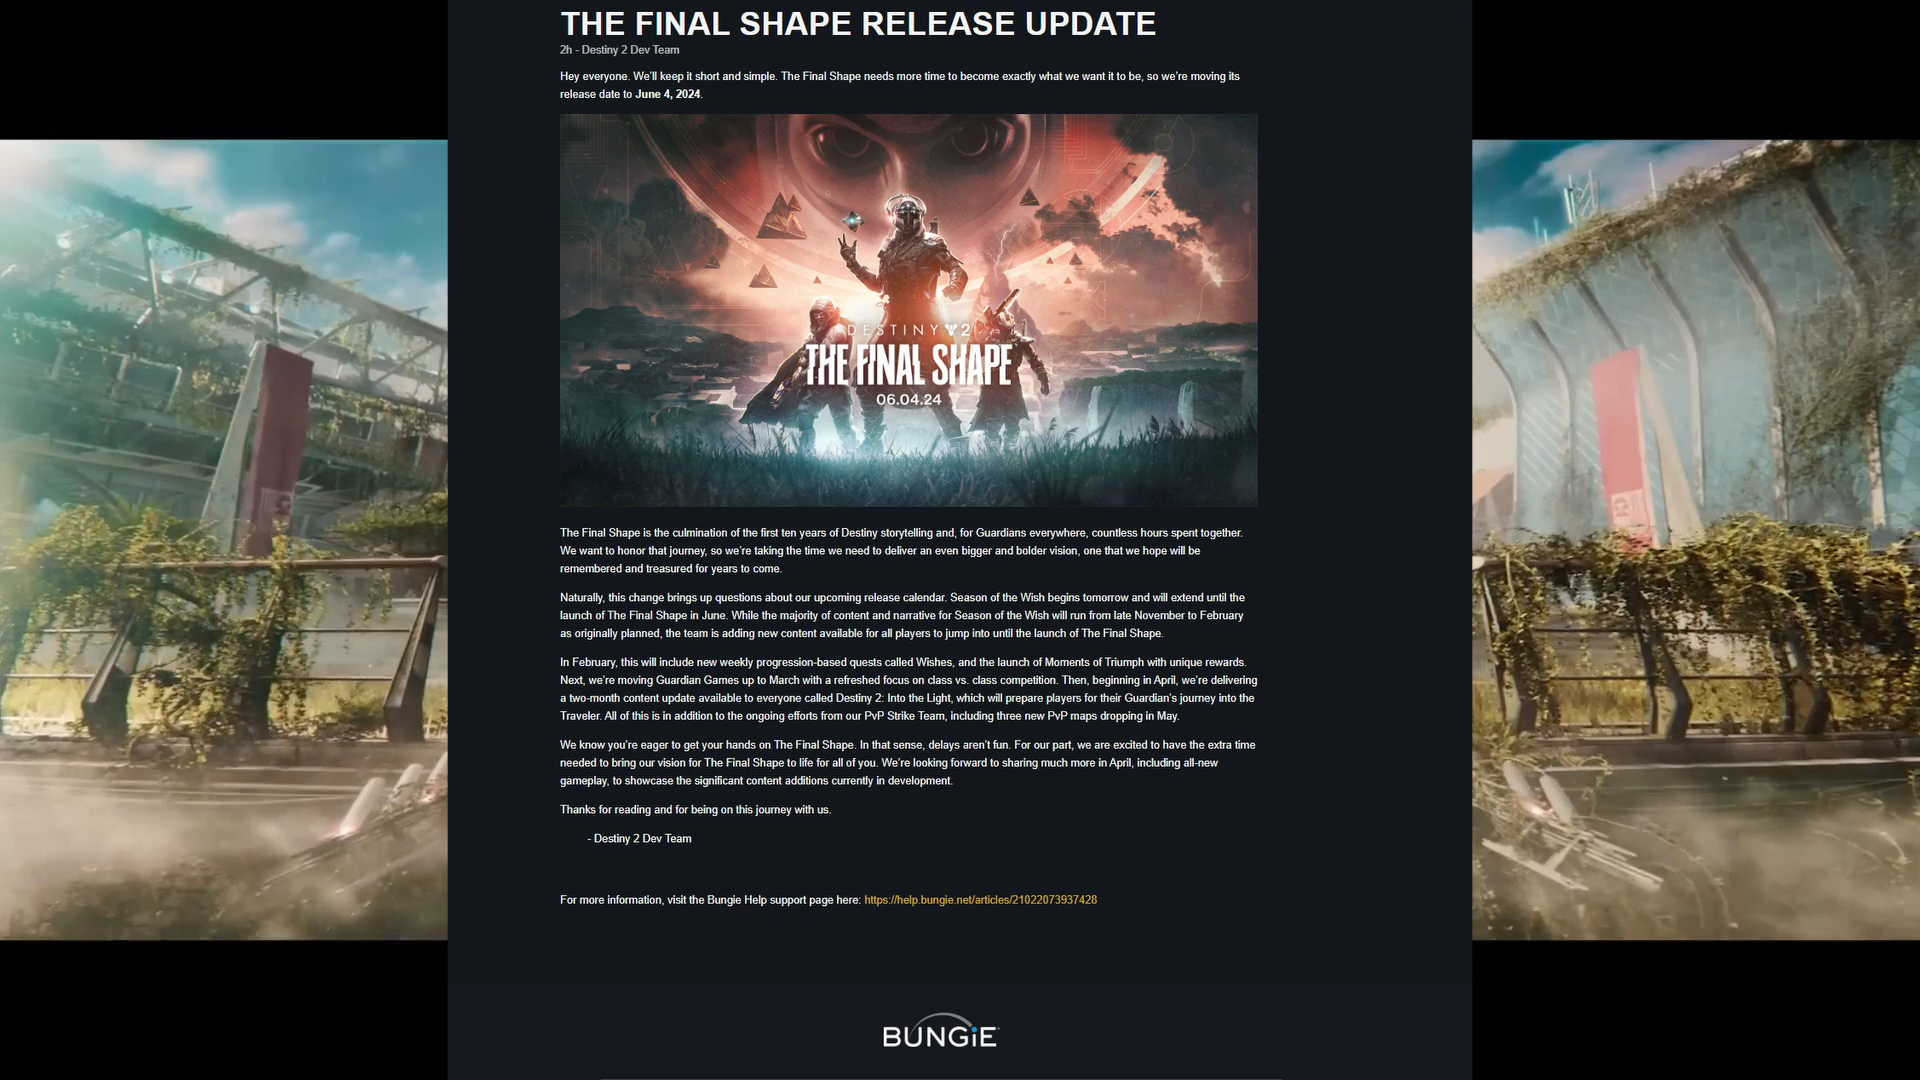 THE FINAL SHAPE RELEASE UPDATE
2h - Destiny 2 Dev Team
Hey everyone. We’ll keep it short and simple. The Final Shape needs more time to become exactly what we want it to be, so we’re moving its
release date to June 4, 2024.
DESTINY 2
THE FINAL SHAPE
06.04.24
The Final Shape is the culmination of the first ten years of Destiny storytelling and, for Guardians everywhere, countless hours spent together.
We want to honor that journey, so we’re taking the time we need to deliver an even bigger and bolder vision, one that we hope will be
remembered and treasured for years to come.
Naturally, this change brings up questions about our upcoming release calendar. Season of the Wish begins tomorrow and will extend until the
launch of The Final Shape in June. While the majority of content and narrative for Season of the Wish will run from late November to February
as originally planned, the team is adding new content available for all players to jump into until the launch of The Final Shape.
In February, this will include new weekly progression-based quests called Wishes, and the launch of Moments of Triumph with unique rewards.
Next, we’re moving Guardian Games up to March with a refreshed focus on class vs. class competition. Then, beginning in April, we’re delivering
a two-month content update available to everyone called Destiny 2: Into the Light, which will prepare players for their Guardian’s journey into the
Traveler. All of this is in addition to the ongoing efforts from our PvP Strike Team, including three new PvP maps dropping in May.
We know you’re eager to get your hands on The Final Shape. In that sense, delays aren’t fun. For our part, we are excited to have the extra time
needed to bring our vision for The Final Shape to life for all of you. We’re looking forward to sharing much more in April, including all-new
gameplay, to showcase the significant content additions currently in development.
Thanks for reading and for being on this journey with us.
- Destiny 2 Dev Team
For more information, visit the Bungie Help support page here: https://help.bungie.net/articles/21022073937428
BUNGiE